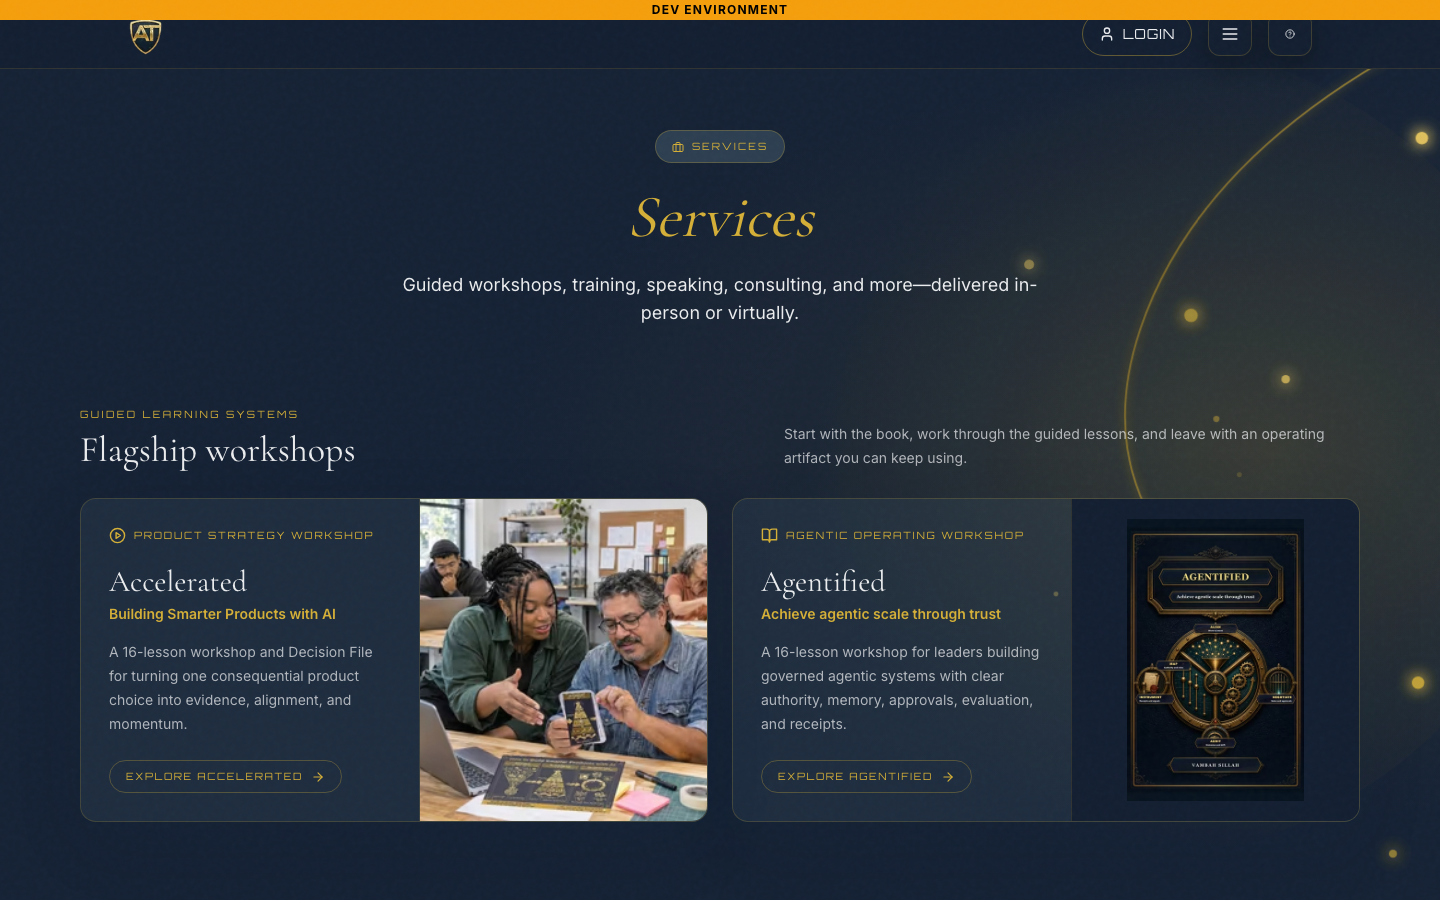 DEV ENVIRONMENT
AT
LOGIN
SERVICES
Services
Guided workshops, training, speaking, consulting, and more—delivered in-
person or virtually.
GUIDED LEARNING SYSTEMS
Flagship workshops
Start with the book, work through the guided lessons, and leave with an operating
artifact you can keep using.
PRODUCT STRATEGY WORKSHOP
Accelerated
Building Smarter Products with AI
A 16-lesson workshop and Decision File
for turning one consequential product
choice into evidence, alignment, and
momentum.
EXPLORE ACCELERATED
AGENTIC OPERATING WORKSHOP
Agentified
Achieve agentic scale through trust
A 16-lesson workshop for leaders building
governed agentic systems with clear
authority, memory, approvals, evaluation,
and receipts.
EXPLORE AGENTIFIED
AGENTIFIED
Achieve agentic scale through trust
VAMBAH SILLAH